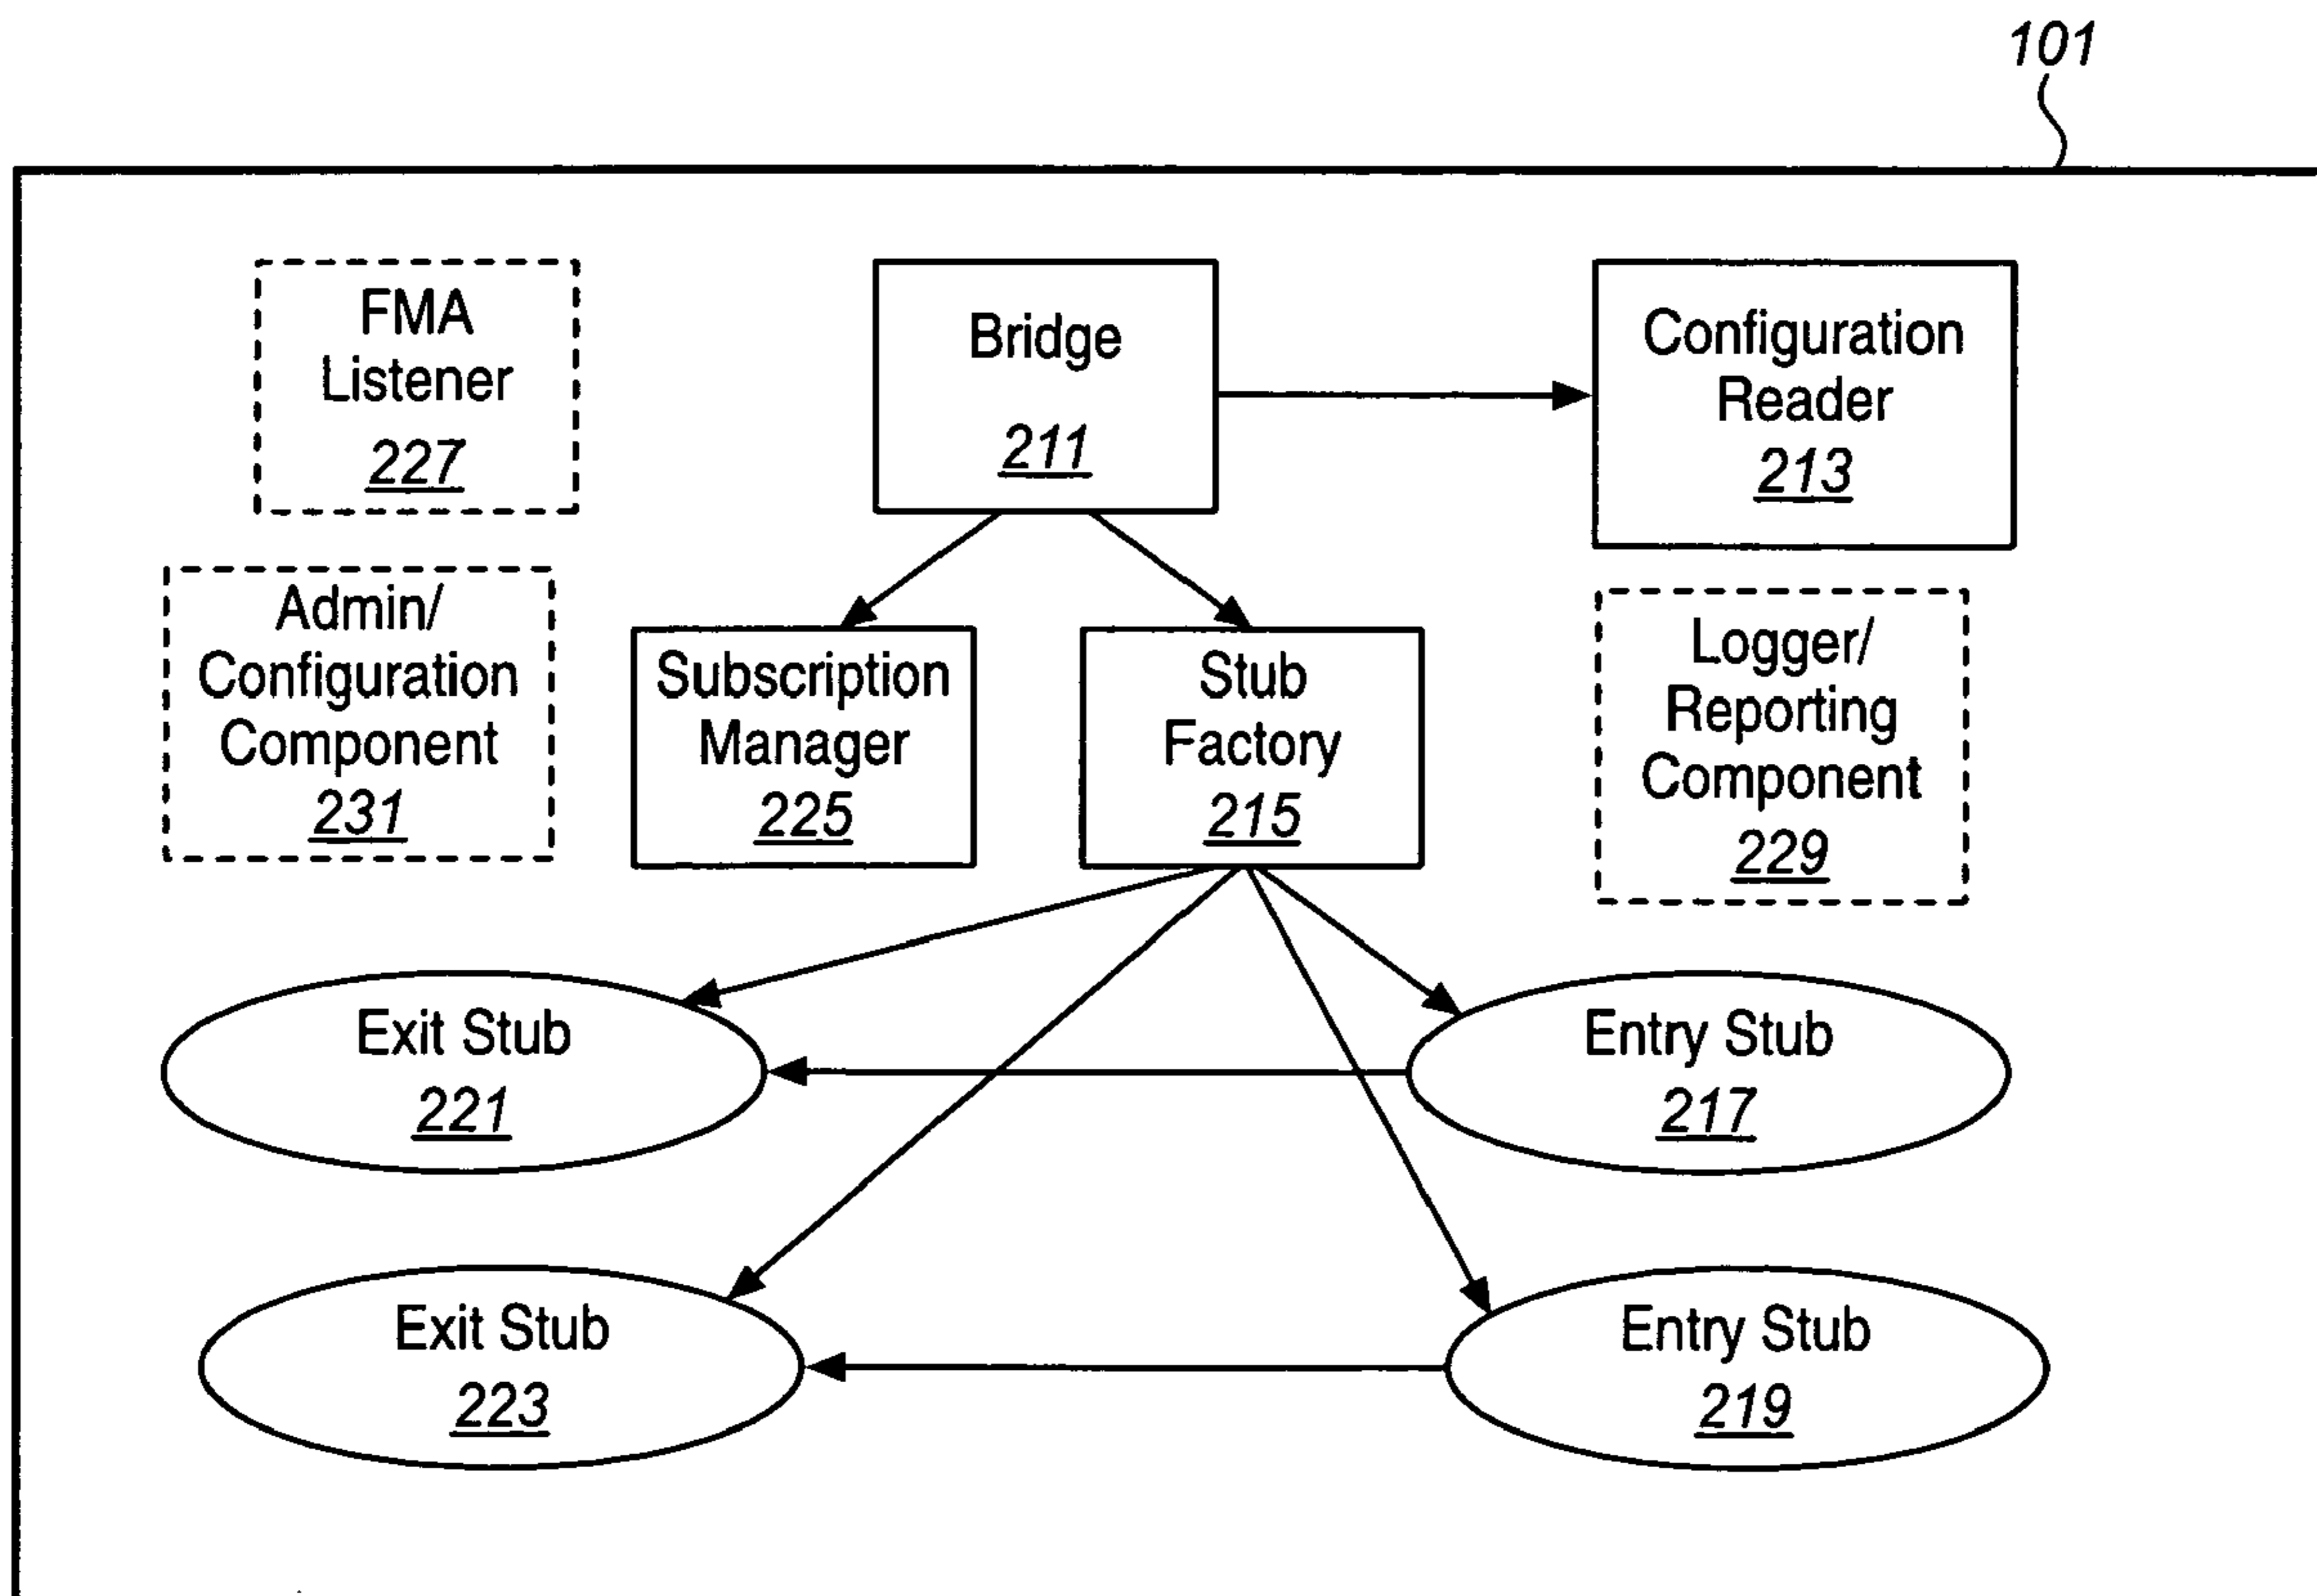 101
FMA
Listener
227
Bridge
211
Configuration
Reader
213
Admin/
Configuration
Component
231
Subscription
Manager
225
Stub
Factory
215
Logger/
Reporting
Component
229
Exit Stub
221
Entry Stub
217
Exit Stub
223
Entry Stub
219